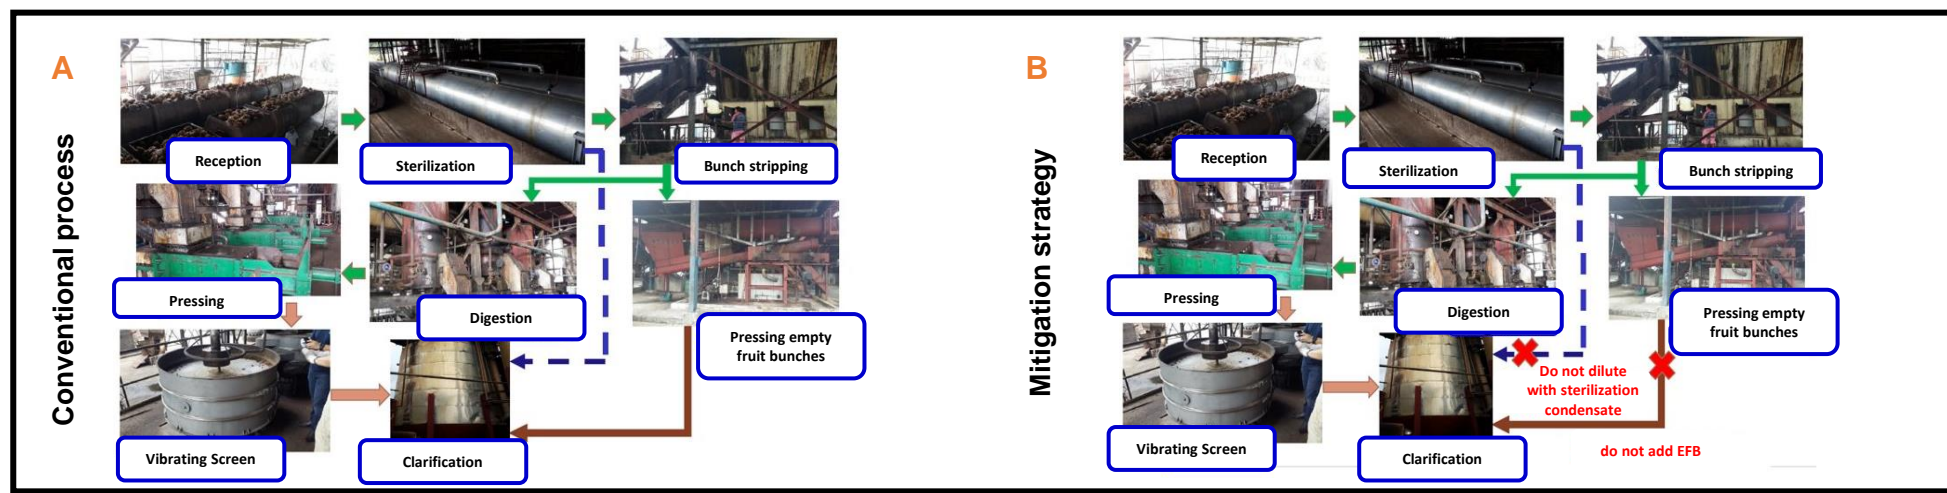 A
Conventional process
Reception
Sterilization
Bunch stripping
Pressing
Digestion
Pressing empty
fruit bunches
Vibrating Screen
Clarification
B
Mitigation strategy
Reception
Sterilization
Bunch stripping
Pressing
Digestion
Pressing empty
fruit bunches
Do not dilute
with sterilization
condensate
Vibrating Screen
Clarification
do not add EFB